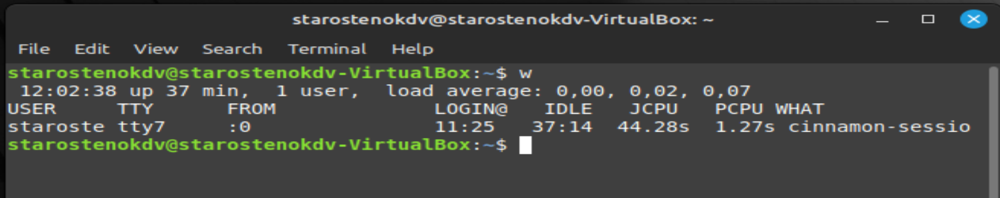 starostenokdv@starostenokdv-VirtualBox: ~
File Edit View Search Terminal Help
starostenokdv@starostenokdv-VirtualBox:~$ w
 12:02:38 up 37 min,  1 user,  load average: 0,00, 0,02, 0,07
USER     TTY      FROM             LOGIN@   IDLE   JCPU   PCPU WHAT
staroste tty7     :0               11:25   37:14  44.28s  1.27s cinnamon-sessio
starostenokdv@starostenokdv-VirtualBox:~$